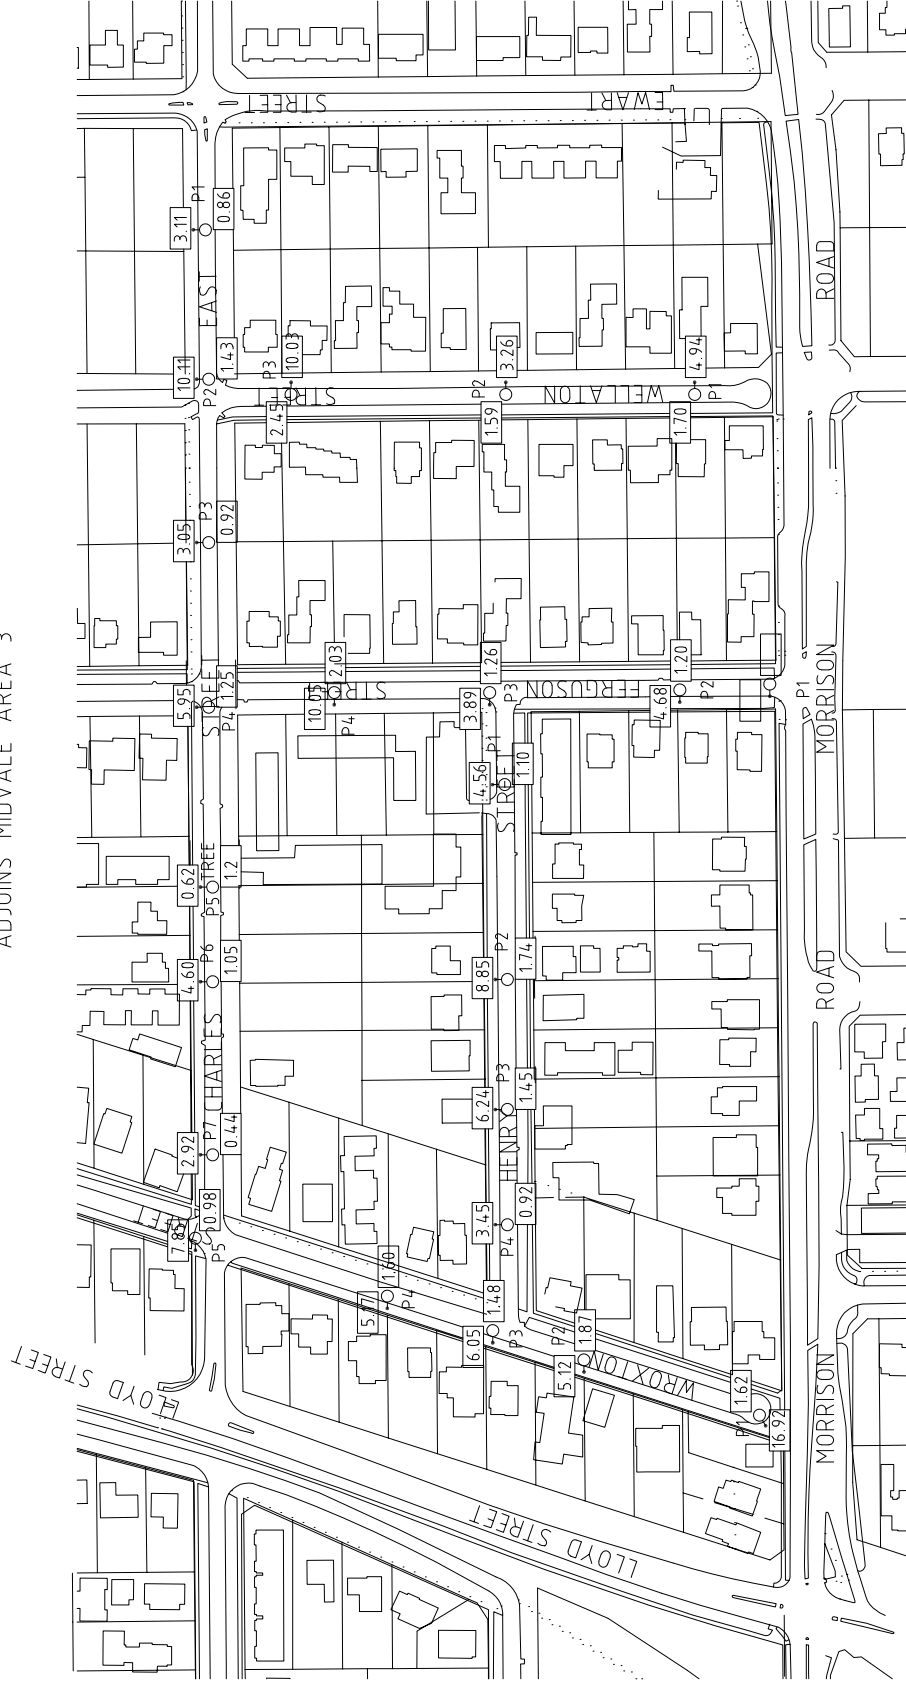 ADJOINS MIDVALE AREA 3
STREET
EWART
3.11
P1
0.86
EAST
ROAD
10.11
P2
1.43
P3
10.03
2.45
STREET
P2
3.26
1.59
WELLATON
4.94
1.70
P1
3.05
P3
0.92
5.95
STREE
1.25
P4
2.03
10.05
STRE
P4
1.26
3.89
P3
FERGUSON
1.20
4.68
P2
P1
MORRISON
4.56
P1
1.10
STREET
0.62
TREE
P5
1.2
4.60
P6
1.05
8.85
P2
1.74
ROAD
CHARLES
6.24
P3
1.45
HENRY
2.92
P7
0.44
3.45
P4
0.92
0.98
P5
1.60
5.17
P4
1.48
6.05
P3
P2
1.87
5.12
WROXTON
1.62
P1
16.92
MORRISON
LLOYD STREET
LLOYD STREET